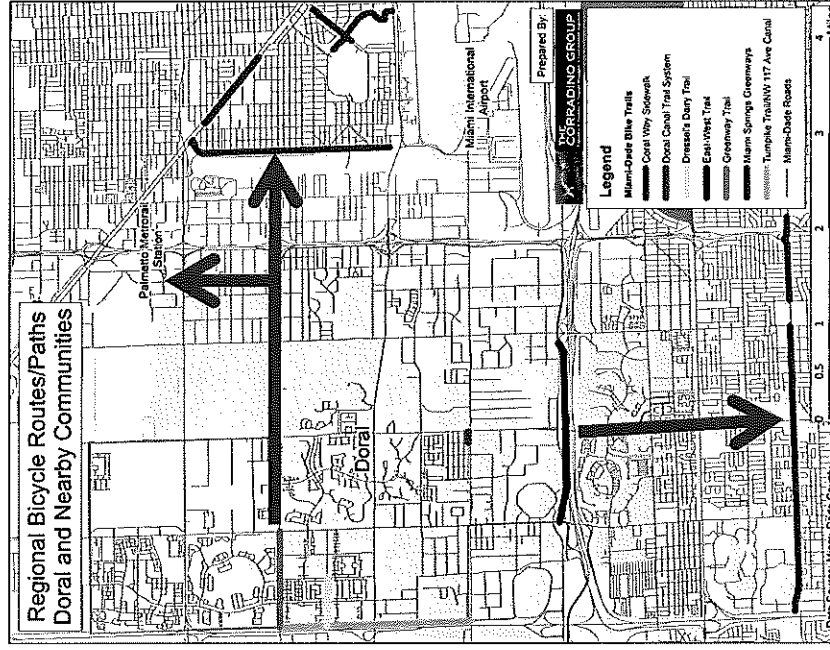 Regional Bicycle Routes/Paths
Doral and Nearby Communities
Palmetto Metrorail
Station
Doral
Miami International
Airport
Prepared By:
THE
CORRADINO GROUP
Legend
Miami-Dade Bike Trails
Coral Way Sidewalk
Doral Canal Trail System
Dressels Dairy Trail
East-West Trail
Greenway Trail
Miami Springs Greenways
Turnpike Trail/NW 117 Ave Canal
Miami-Dade Roads
0 0.5 1 2 3 4